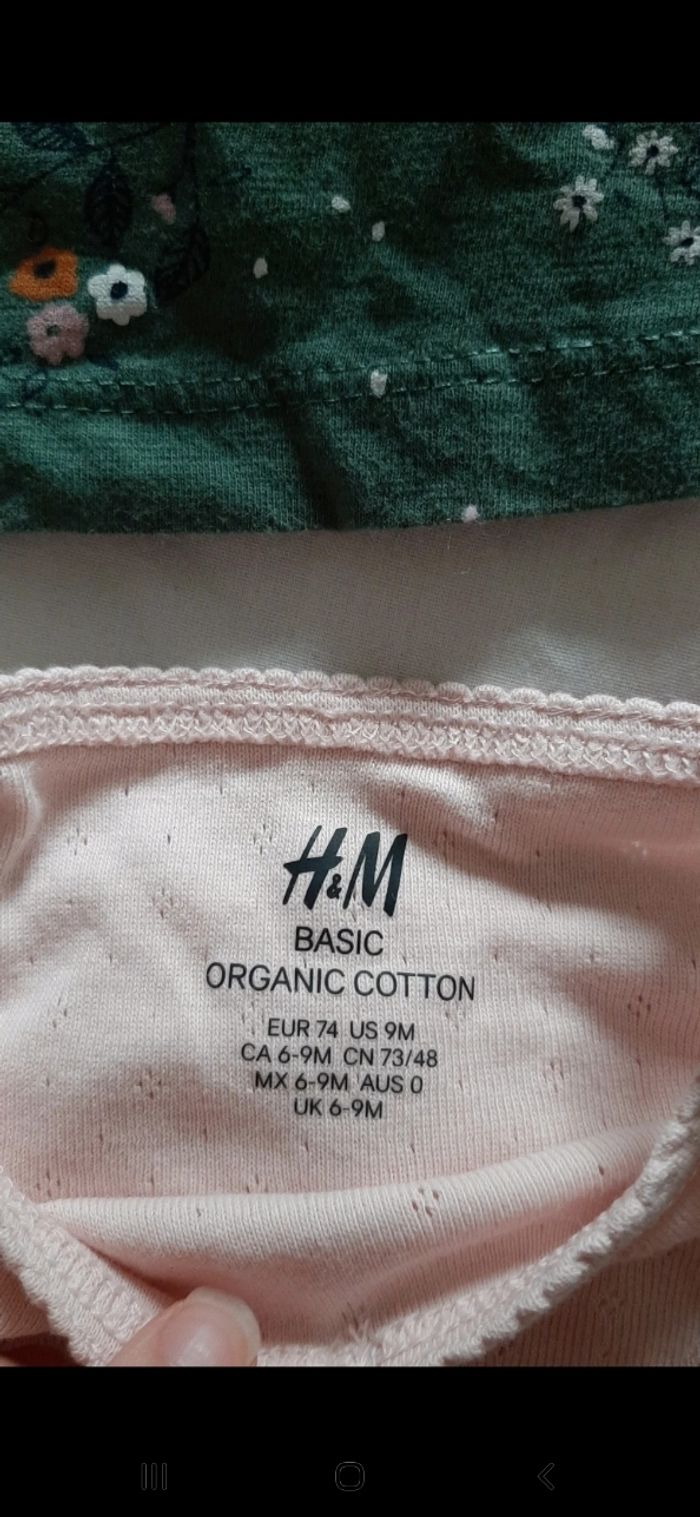 H&M
BASIC
ORGANIC COTTON
EUR 74 US 9M
CA 6-9M CN 73/48
MX 6-9M AUS 0
UK 6-9M